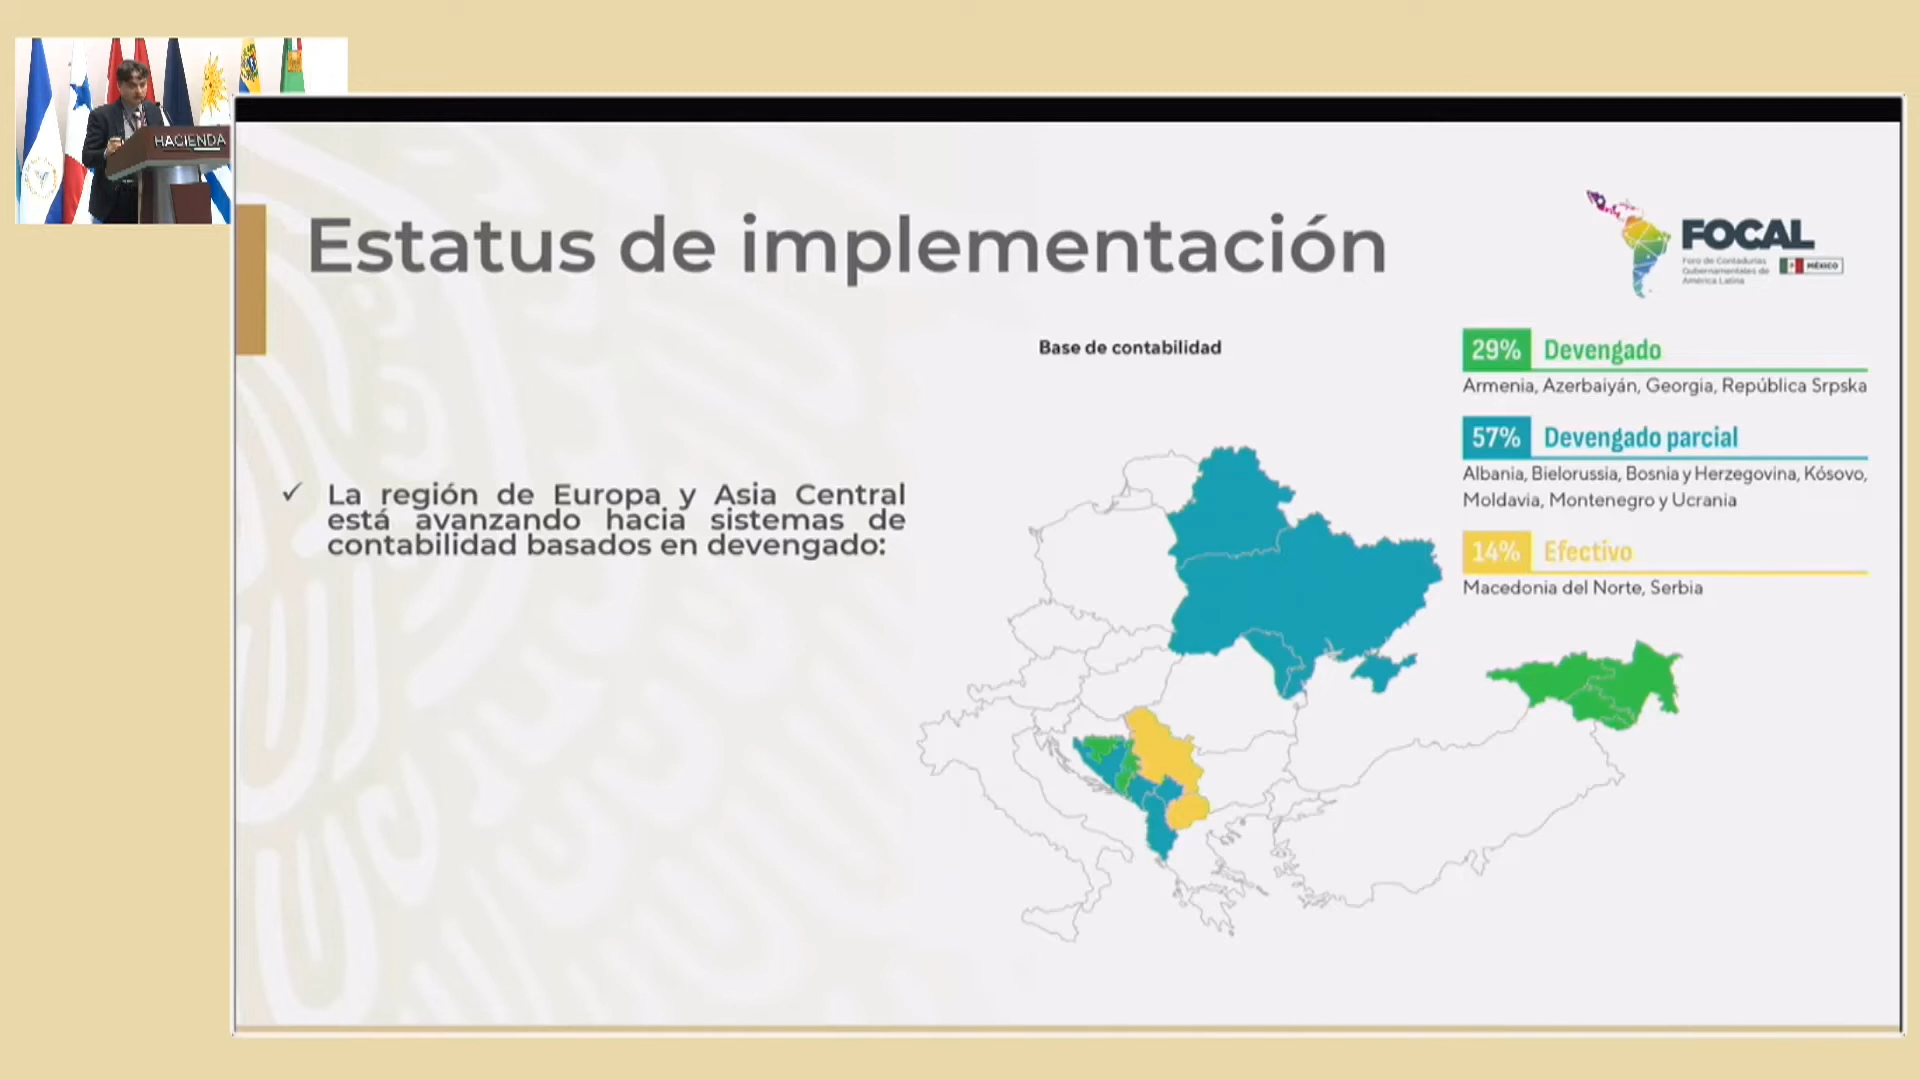 HACIENDA
Estatus de implementación
FOCAL
Foro de Contadurías
Gubernamentales de
América Latina
MÉXICO
Base de contabilidad
29% Devengado
Armenia, Azerbaiyán, Georgia, República Srpska
57% Devengado parcial
Albania, Bielorussia, Bosnia y Herzegovina, Kósovo,
Moldavia, Montenegro y Ucrania
14% Efectivo
Macedonia del Norte, Serbia
✓ La región de Europa y Asia Central
está avanzando hacia sistemas de
contabilidad basados en devengado: